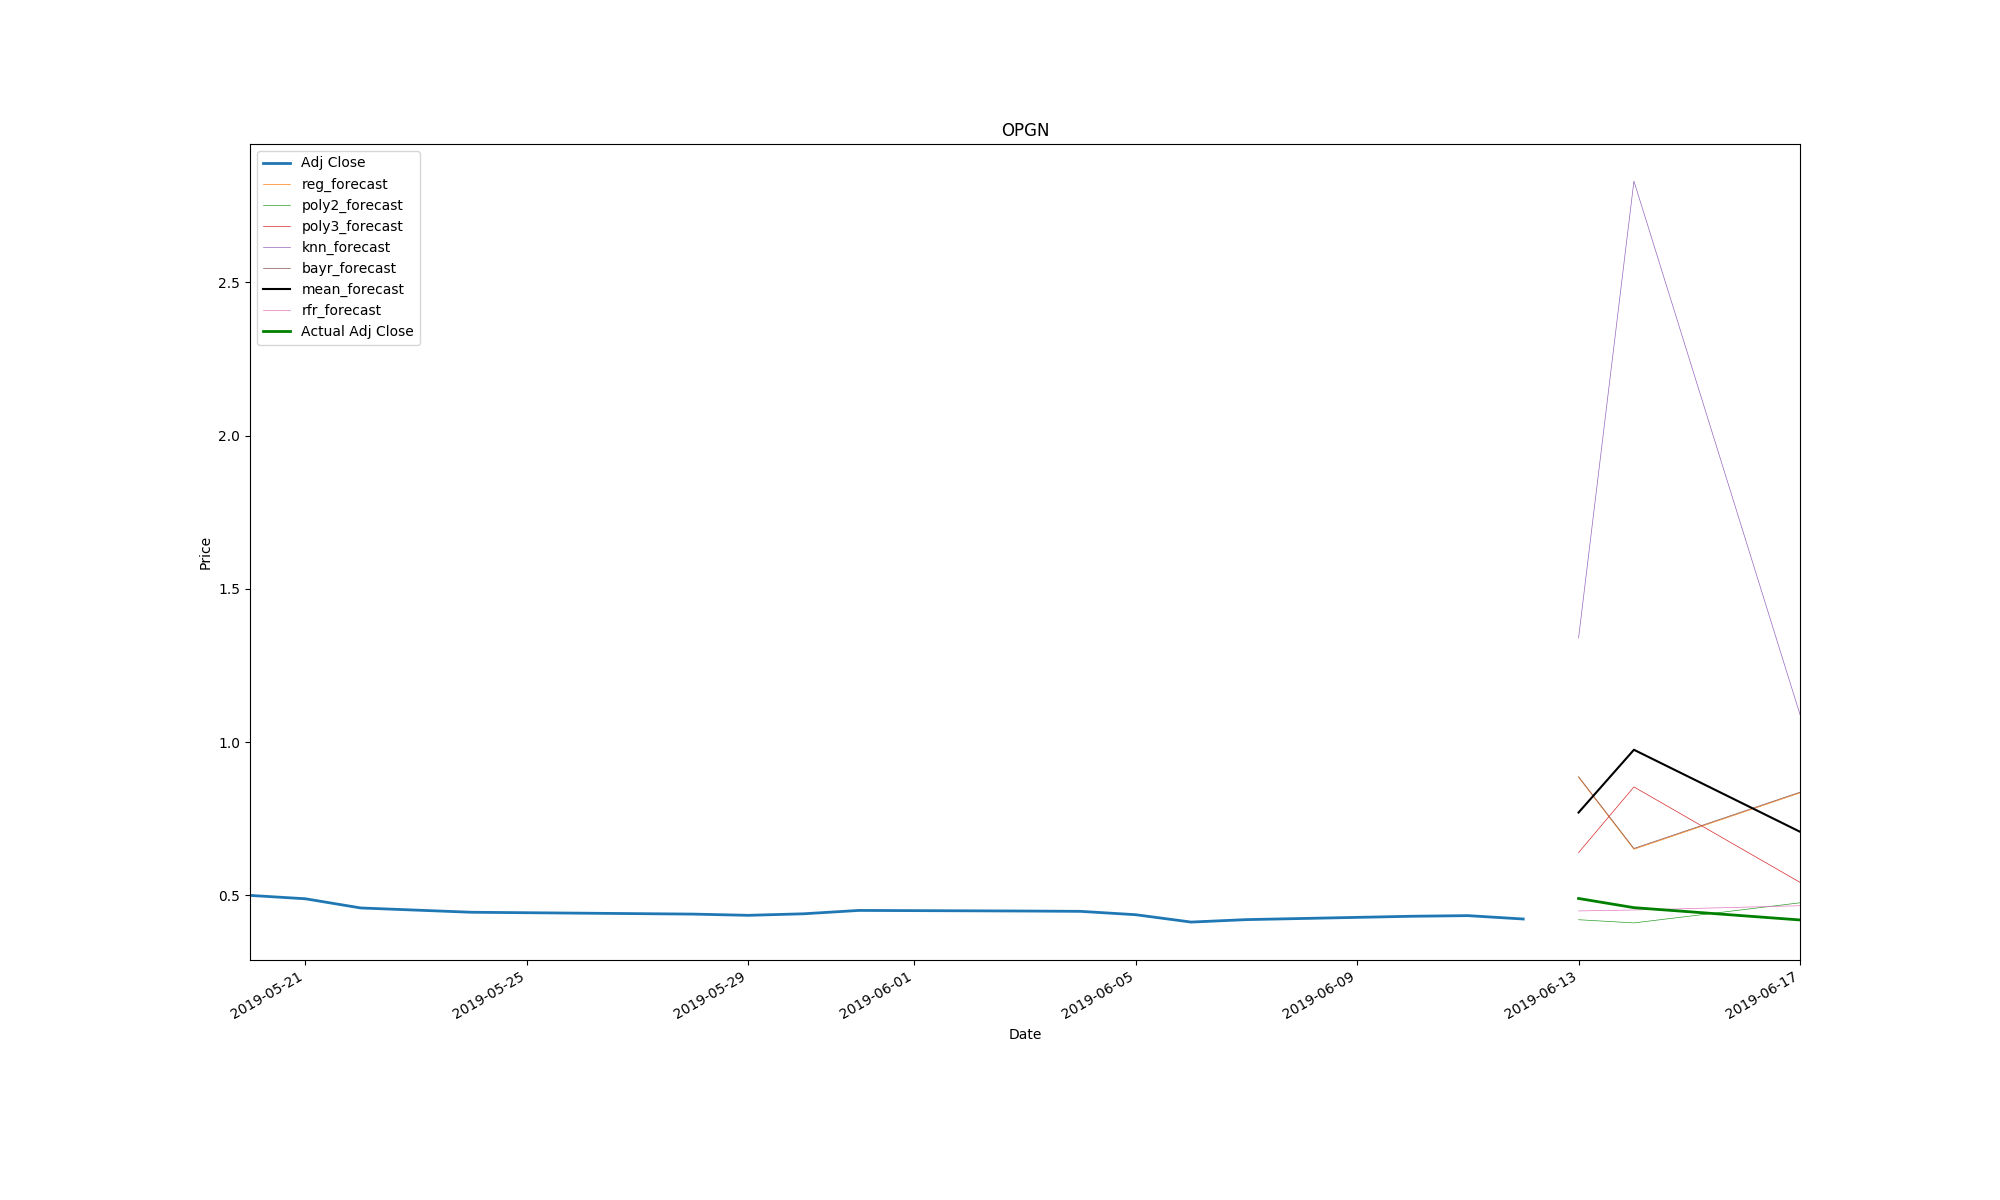 OPGN
Adj Close
reg_forecast
poly2_forecast
poly3_forecast
knn_forecast
bayr_forecast
mean_forecast
rfr_forecast
Actual Adj Close
2.5
2.0
1.5
1.0
0.5
Price
2019-05-21
2019-05-25
2019-05-29
2019-06-01
2019-06-05
2019-06-09
2019-06-13
2019-06-17
Date